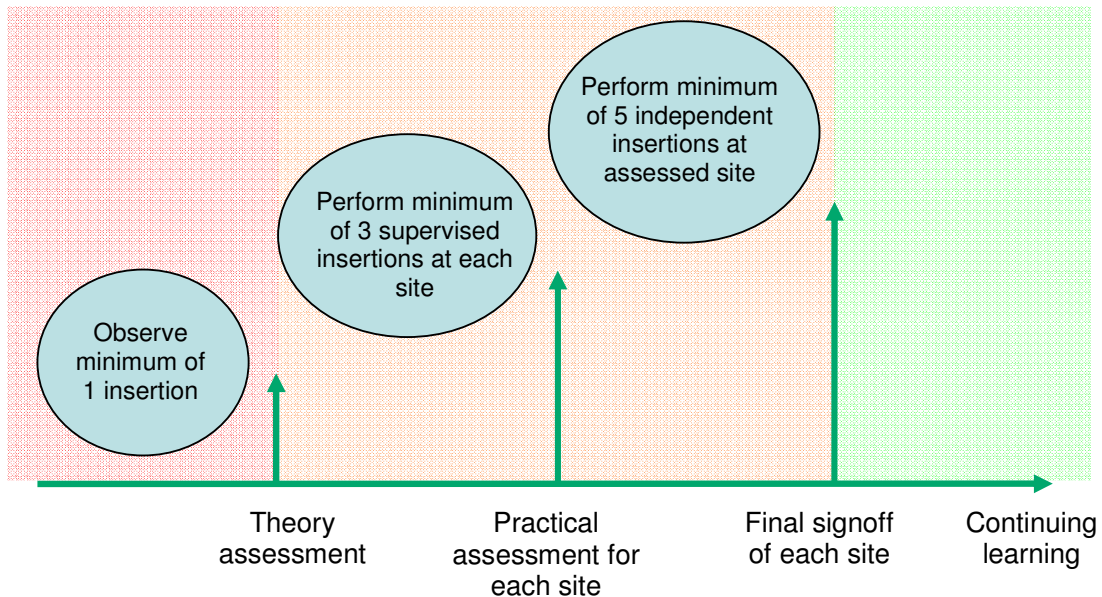 Perform minimum
of 5 independent
insertions at
assessed site
Perform minimum
of 3 supervised
insertions at each
site
Observe
minimum of
1 insertion
Theory
assessment
Practical
assessment for
each site
Final signoff
of each site
Continuing
learning